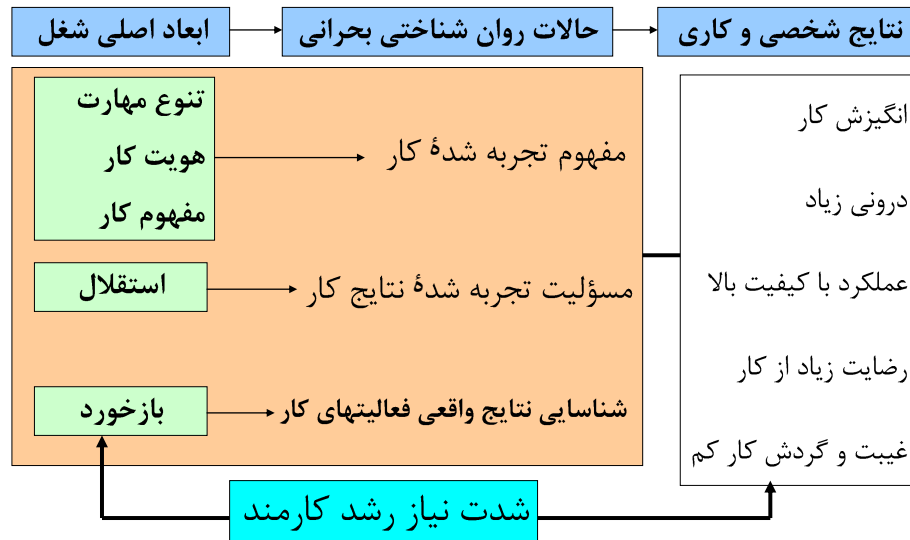 ابعاد اصلی شغل
حالات روان شناختی بحرانی
نتایج شخصی و کاری
تنوع مهارت
هویت کار
مفهوم کار
مفهوم تجربه شدۀ کار
استقلال
مسؤلیت تجربه شدۀ نتایج کار
بازخورد
شناسایی نتایج واقعی فعالیتهای کار
انگیزش کار
درونی زیاد
عملکرد با کیفیت بالا
رضایت زیاد از کار
غیبت و گردش کار کم
شدت نیاز رشد کارمند